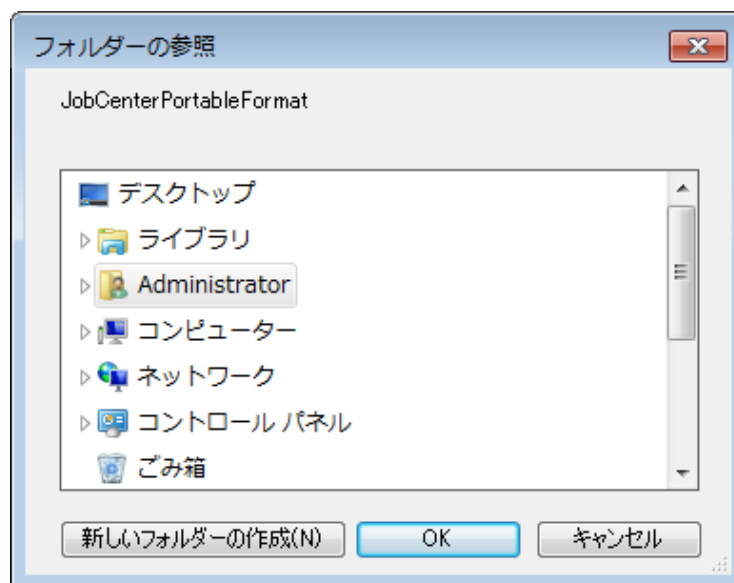 フォルダーの参照
JobCenterPortableFormat
デスクトップ
ライブラリ
Administrator
コンピューター
ネットワーク
コントロール パネル
ごみ箱
新しいフォルダーの作成(N) OK キャンセル